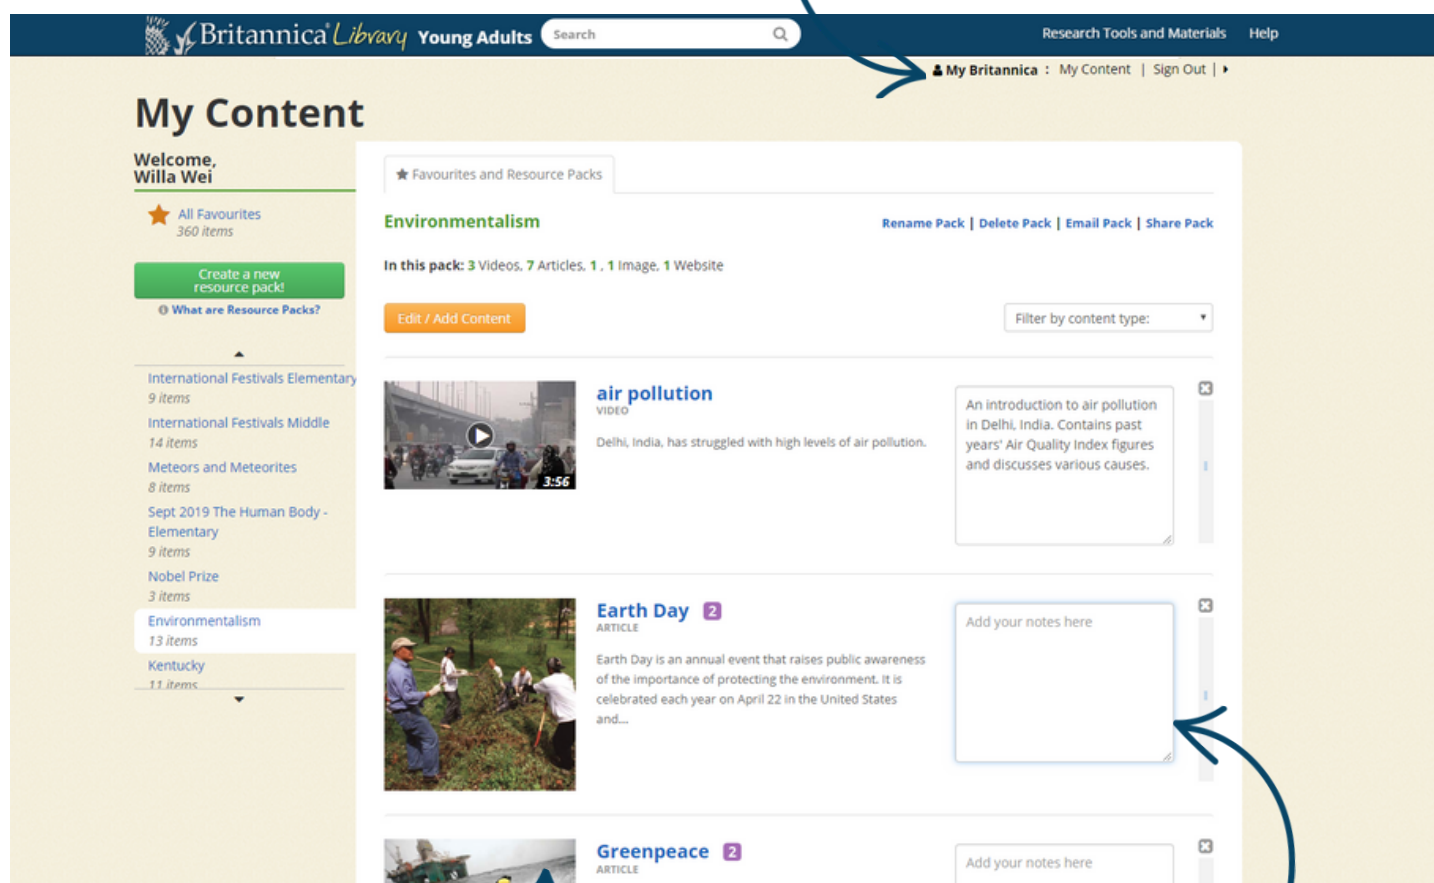 Britannica® Library Young Adults
Search
Research Tools and Materials
Help
My Britannica : My Content | Sign Out |
My Content
Welcome,
Willa Wei
All Favourites
360 items
Create a new
resource pack!
What are Resource Packs?
International Festivals Elementary
9 items
International Festivals Middle
14 items
Meteors and Meteorites
8 items
Sept 2019 The Human Body -
Elementary
9 items
Nobel Prize
3 items
Environmentalism
13 items
Kentucky
11 items
Favourites and Resource Packs
Environmentalism
Rename Pack | Delete Pack | Email Pack | Share Pack
In this pack: 3 Videos, 7 Articles, 1 , 1 Image, 1 Website
Edit / Add Content
Filter by content type:
3:56
air pollution
VIDEO
Delhi, India, has struggled with high levels of air pollution.
An introduction to air pollution
in Delhi, India. Contains past
years' Air Quality Index figures
and discusses various causes.
Earth Day 2
ARTICLE
Earth Day is an annual event that raises public awareness
of the importance of protecting the environment. It is
celebrated each year on April 22 in the United States
and...
Add your notes here
Greenpeace 2
ARTICLE
Add your notes here